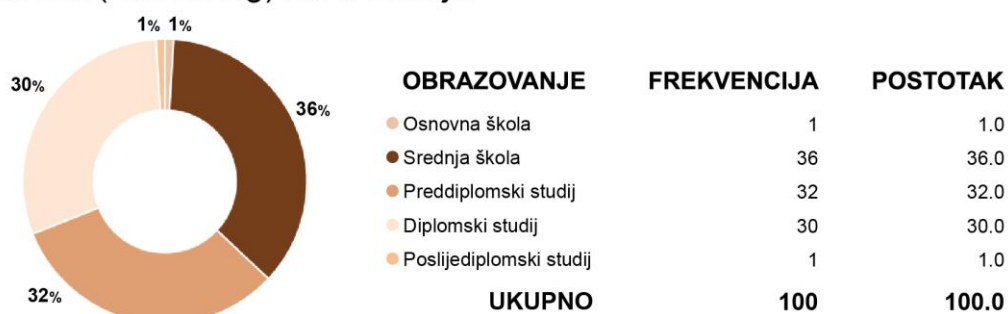 1% 1%
30%
36%
32%
OBRAZOVANJE FREKVENCIJA POSTOTAK
Osnovna škola 1 1.0
Srednja škola 36 36.0
Preddiplomski studij 32 32.0
Diplomski studij 30 30.0
Poslijediplomski studij 1 1.0
UKUPNO 100 100.0